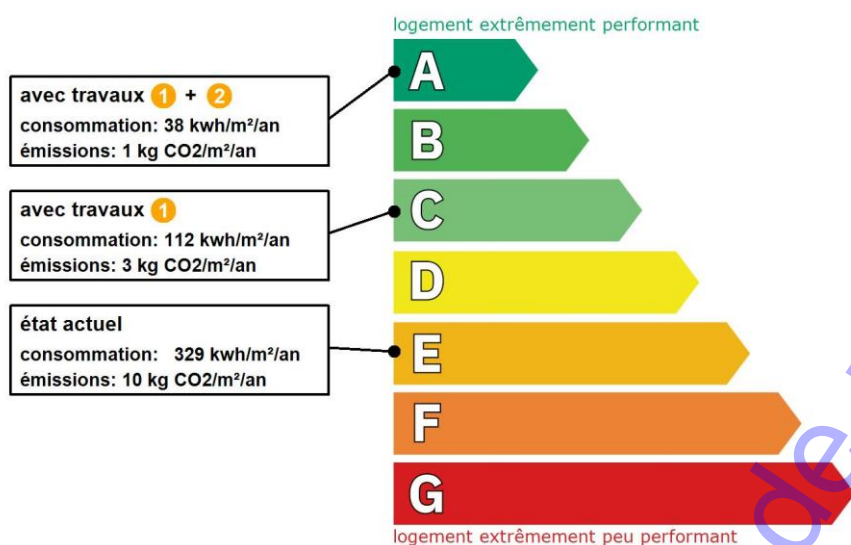 logement extrêmement performant
A
avec travaux 1 + 2
consommation: 38 kwh/m²/an
émissions: 1 kg CO2/m²/an
B
avec travaux 1
consommation: 112 kwh/m²/an
émissions: 3 kg CO2/m²/an
C
D
état actuel
consommation: 329 kwh/m²/an
émissions: 10 kg CO2/m²/an
E
F
G
logement extrêmement peu performant
de